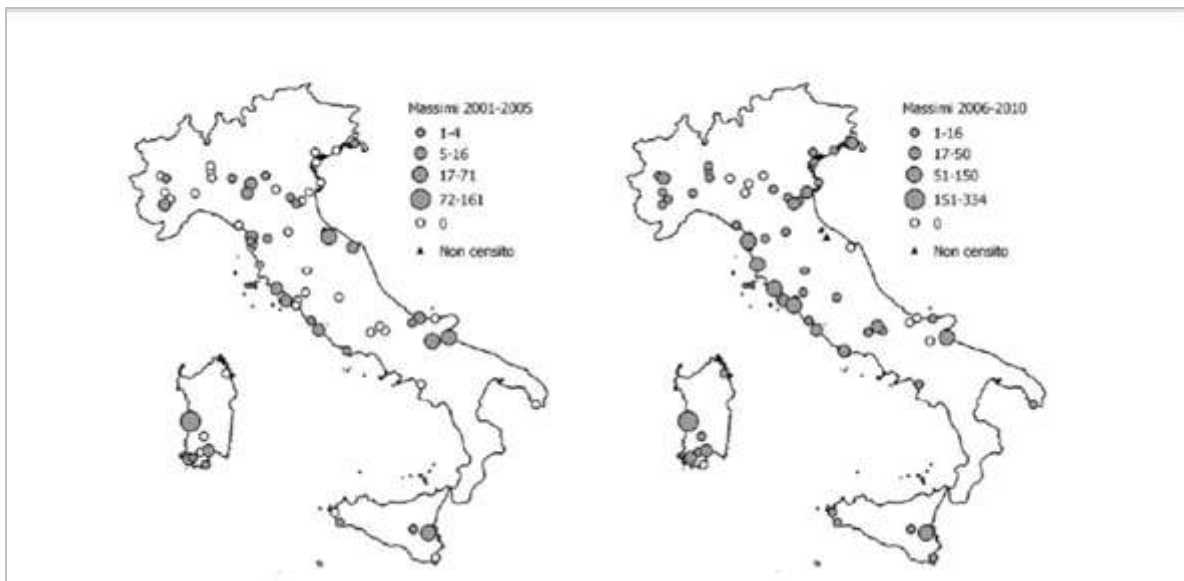 Massimi 2001-2005
1-4
5-16
17-71
72-161
0
Non censito
Massimi 2006-2010
1-16
17-50
51-150
151-334
0
Non censito